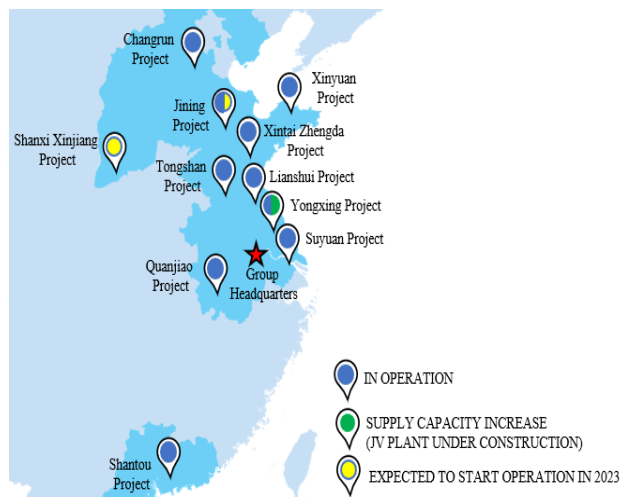 Changrun
Project
Xinyuan
Project
Jining
Project
Xintai Zhengda
Project
Shanxi Xinjiang
Project
Tongshan
Project
Lianshui Project
Yongxing Project
Suyuan Project
Quanjiao
Project
Group
Headquarters
IN OPERATION
SUPPLY CAPACITY INCREASE
(JV PLANT UNDER CONSTRUCTION)
EXPECTED TO START OPERATION IN 2023
Shantou
Project